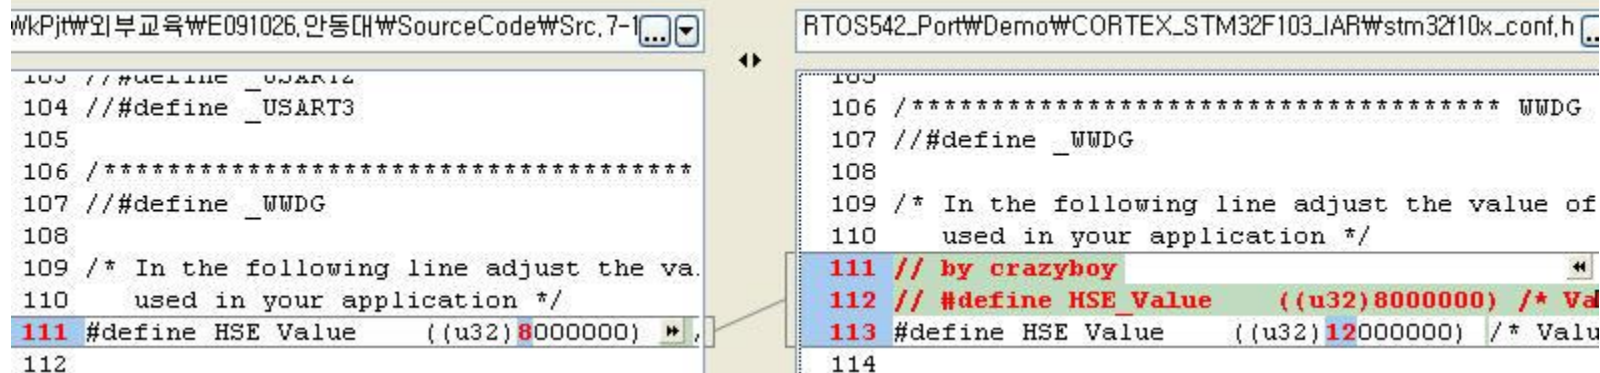 ₩kPjt₩외부교육₩E091026,안동대₩SourceCode₩Src,7-1...
103 //#define _USART2
104 //#define _USART3
105
106 /*************************************
107 //#define _WWDG
108
109 /* In the following line adjust the va.
110    used in your application */
111 #define HSE_Value    ((u32)8000000)
112
RTOS542_Port₩Demo₩CORTEX_STM32F103_IAR₩stm32f10x_conf,h
105
106 /************************************* WWDG
107 //#define _WWDG
108
109 /* In the following line adjust the value of
110    used in your application */
111 // by crazyboy
112 // #define HSE_Value    ((u32)8000000) /* Va
113 #define HSE_Value    ((u32)12000000) /* Valu
114